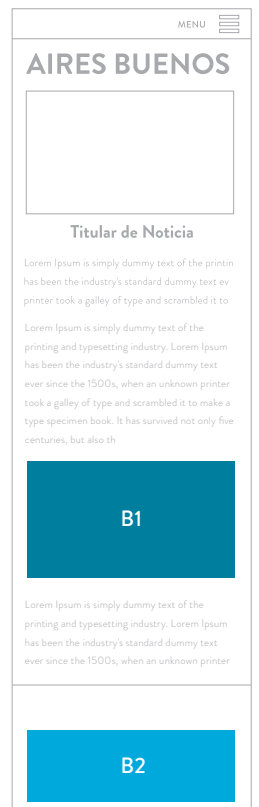 MENU
AIRES BUENOS
Titular de Noticia
Lorem Ipsum is simply dummy text of the printin
has been the industry's standard dummy text ev
printer took a galley of type and scrambled it to
Lorem Ipsum is simply dummy text of the
printing and typesetting industry. Lorem Ipsum
has been the industry's standard dummy text
ever since the 1500s, when an unknown printer
took a galley of type and scrambled it to make a
type specimen book. It has survived not only five
centuries, but also th
B1
Lorem Ipsum is simply dummy text of the
printing and typesetting industry. Lorem Ipsum
has been the industry's standard dummy text
ever since the 1500s, when an unknown printer
B2